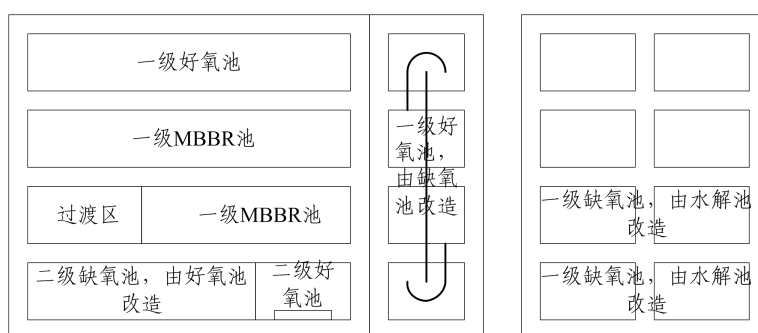 一级好氧池
一级MBBR池
过渡区
一级MBBR池
二级缺氧池，由好氧池
改造
二级好
氧池
一级好
氧池，
由缺氧
池改造
一级缺氧池，由水解池
改造
一级缺氧池，由水解池
改造